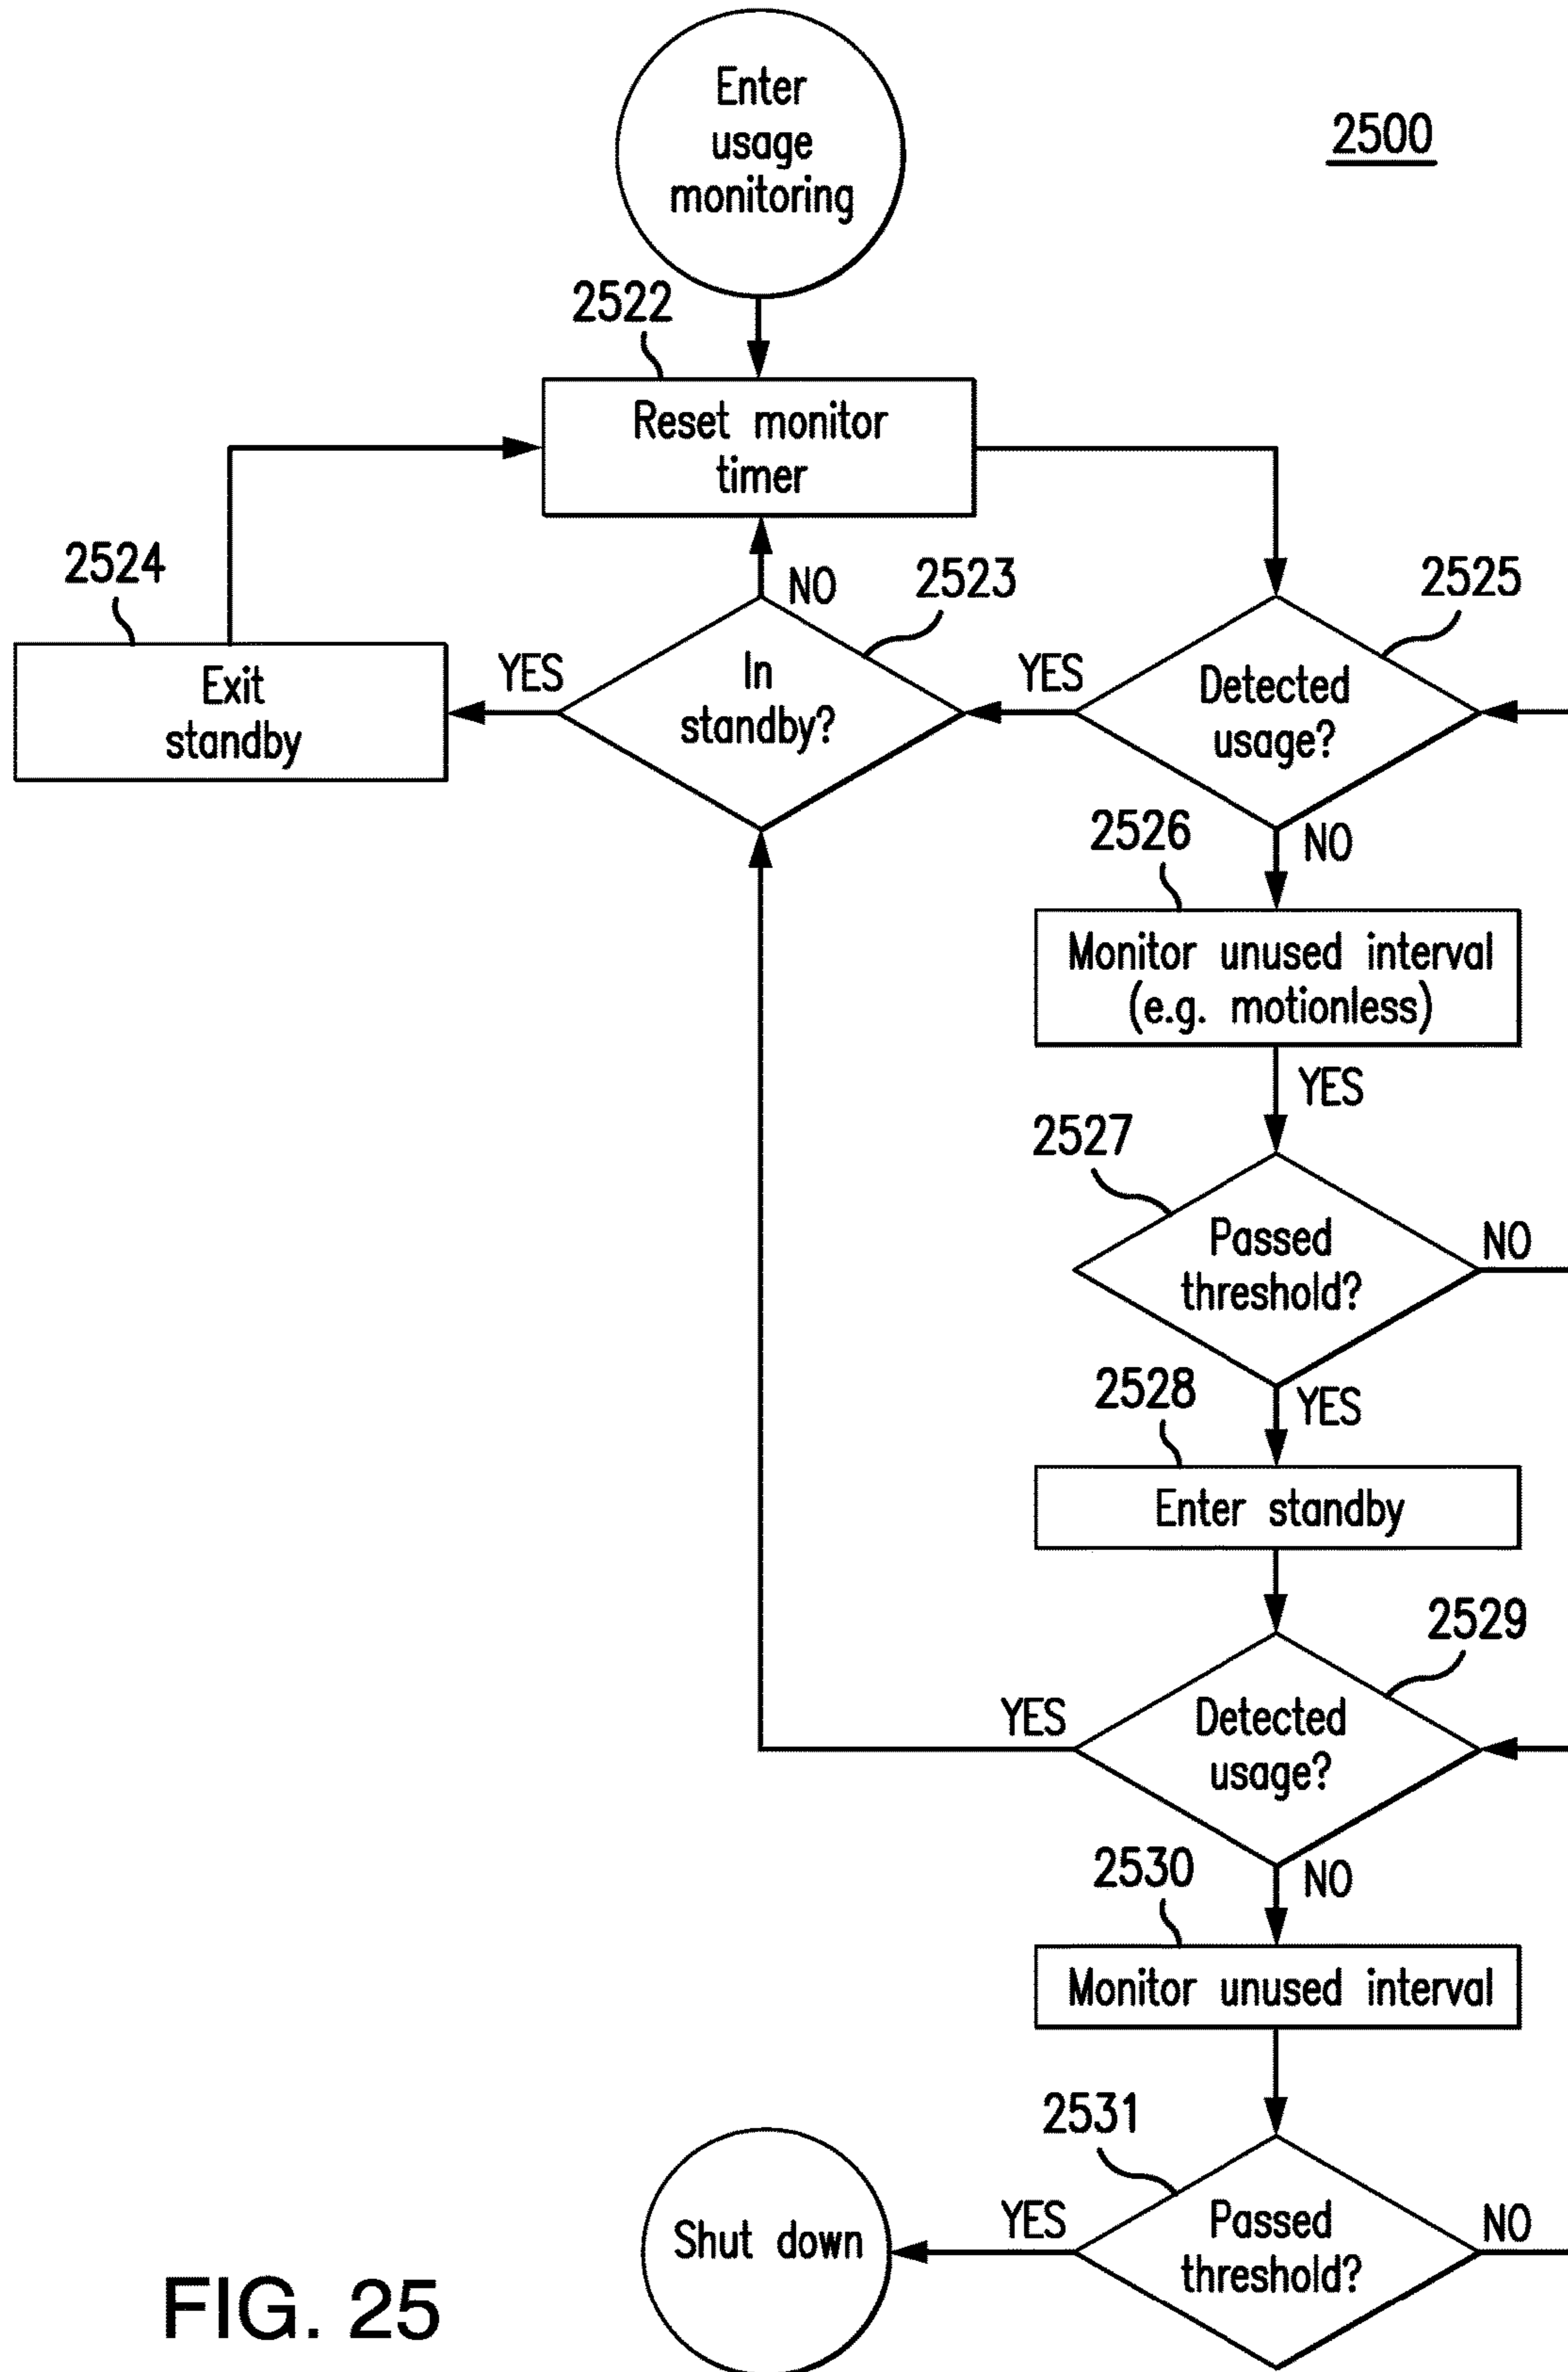 Enter
usage
monitoring
2500
2522
Reset monitor
timer
2524
NO
2523
2525
Exit
standby
YES
In
standby?
YES
Detected
usage?
NO
2526
Monitor unused interval
(e.g. motionless)
YES
2527
Passed
threshold?
NO
2528
YES
Enter standby
2529
YES
Detected
usage?
2530
NO
Monitor unused interval
2531
Shut down
YES
Passed
threshold?
NO
FIG. 25